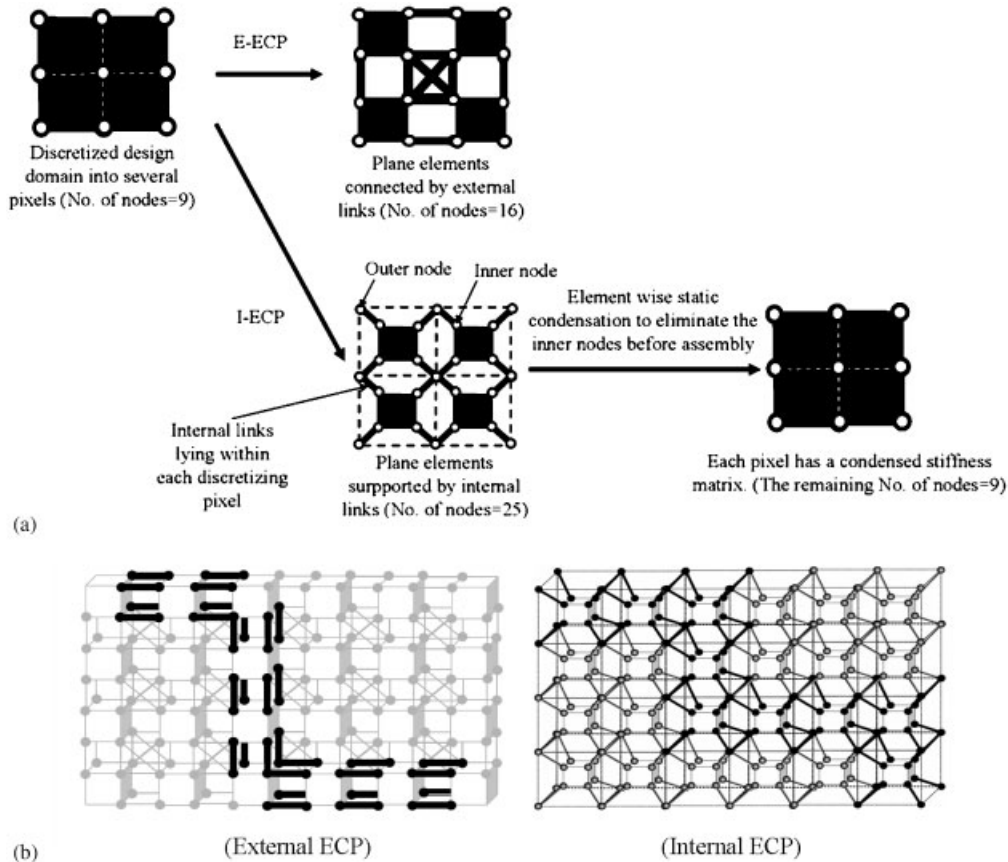 E-ECP
Discretized design
domain into several
pixels (No. of nodes=9)
Plane elements
connected by external
links (No. of nodes=16)
Outer node
Inner node
I-ECP
Element wise static
condensation to eliminate the
inner nodes before assembly
Internal links
lying within
each discretizing
pixel
Plane elements
surpported by internal
links (No. of nodes=25)
Each pixel has a condensed stiffness
matrix. (The remaining No. of nodes=9)
(a)
(b)
(External ECP)
(Internal ECP)